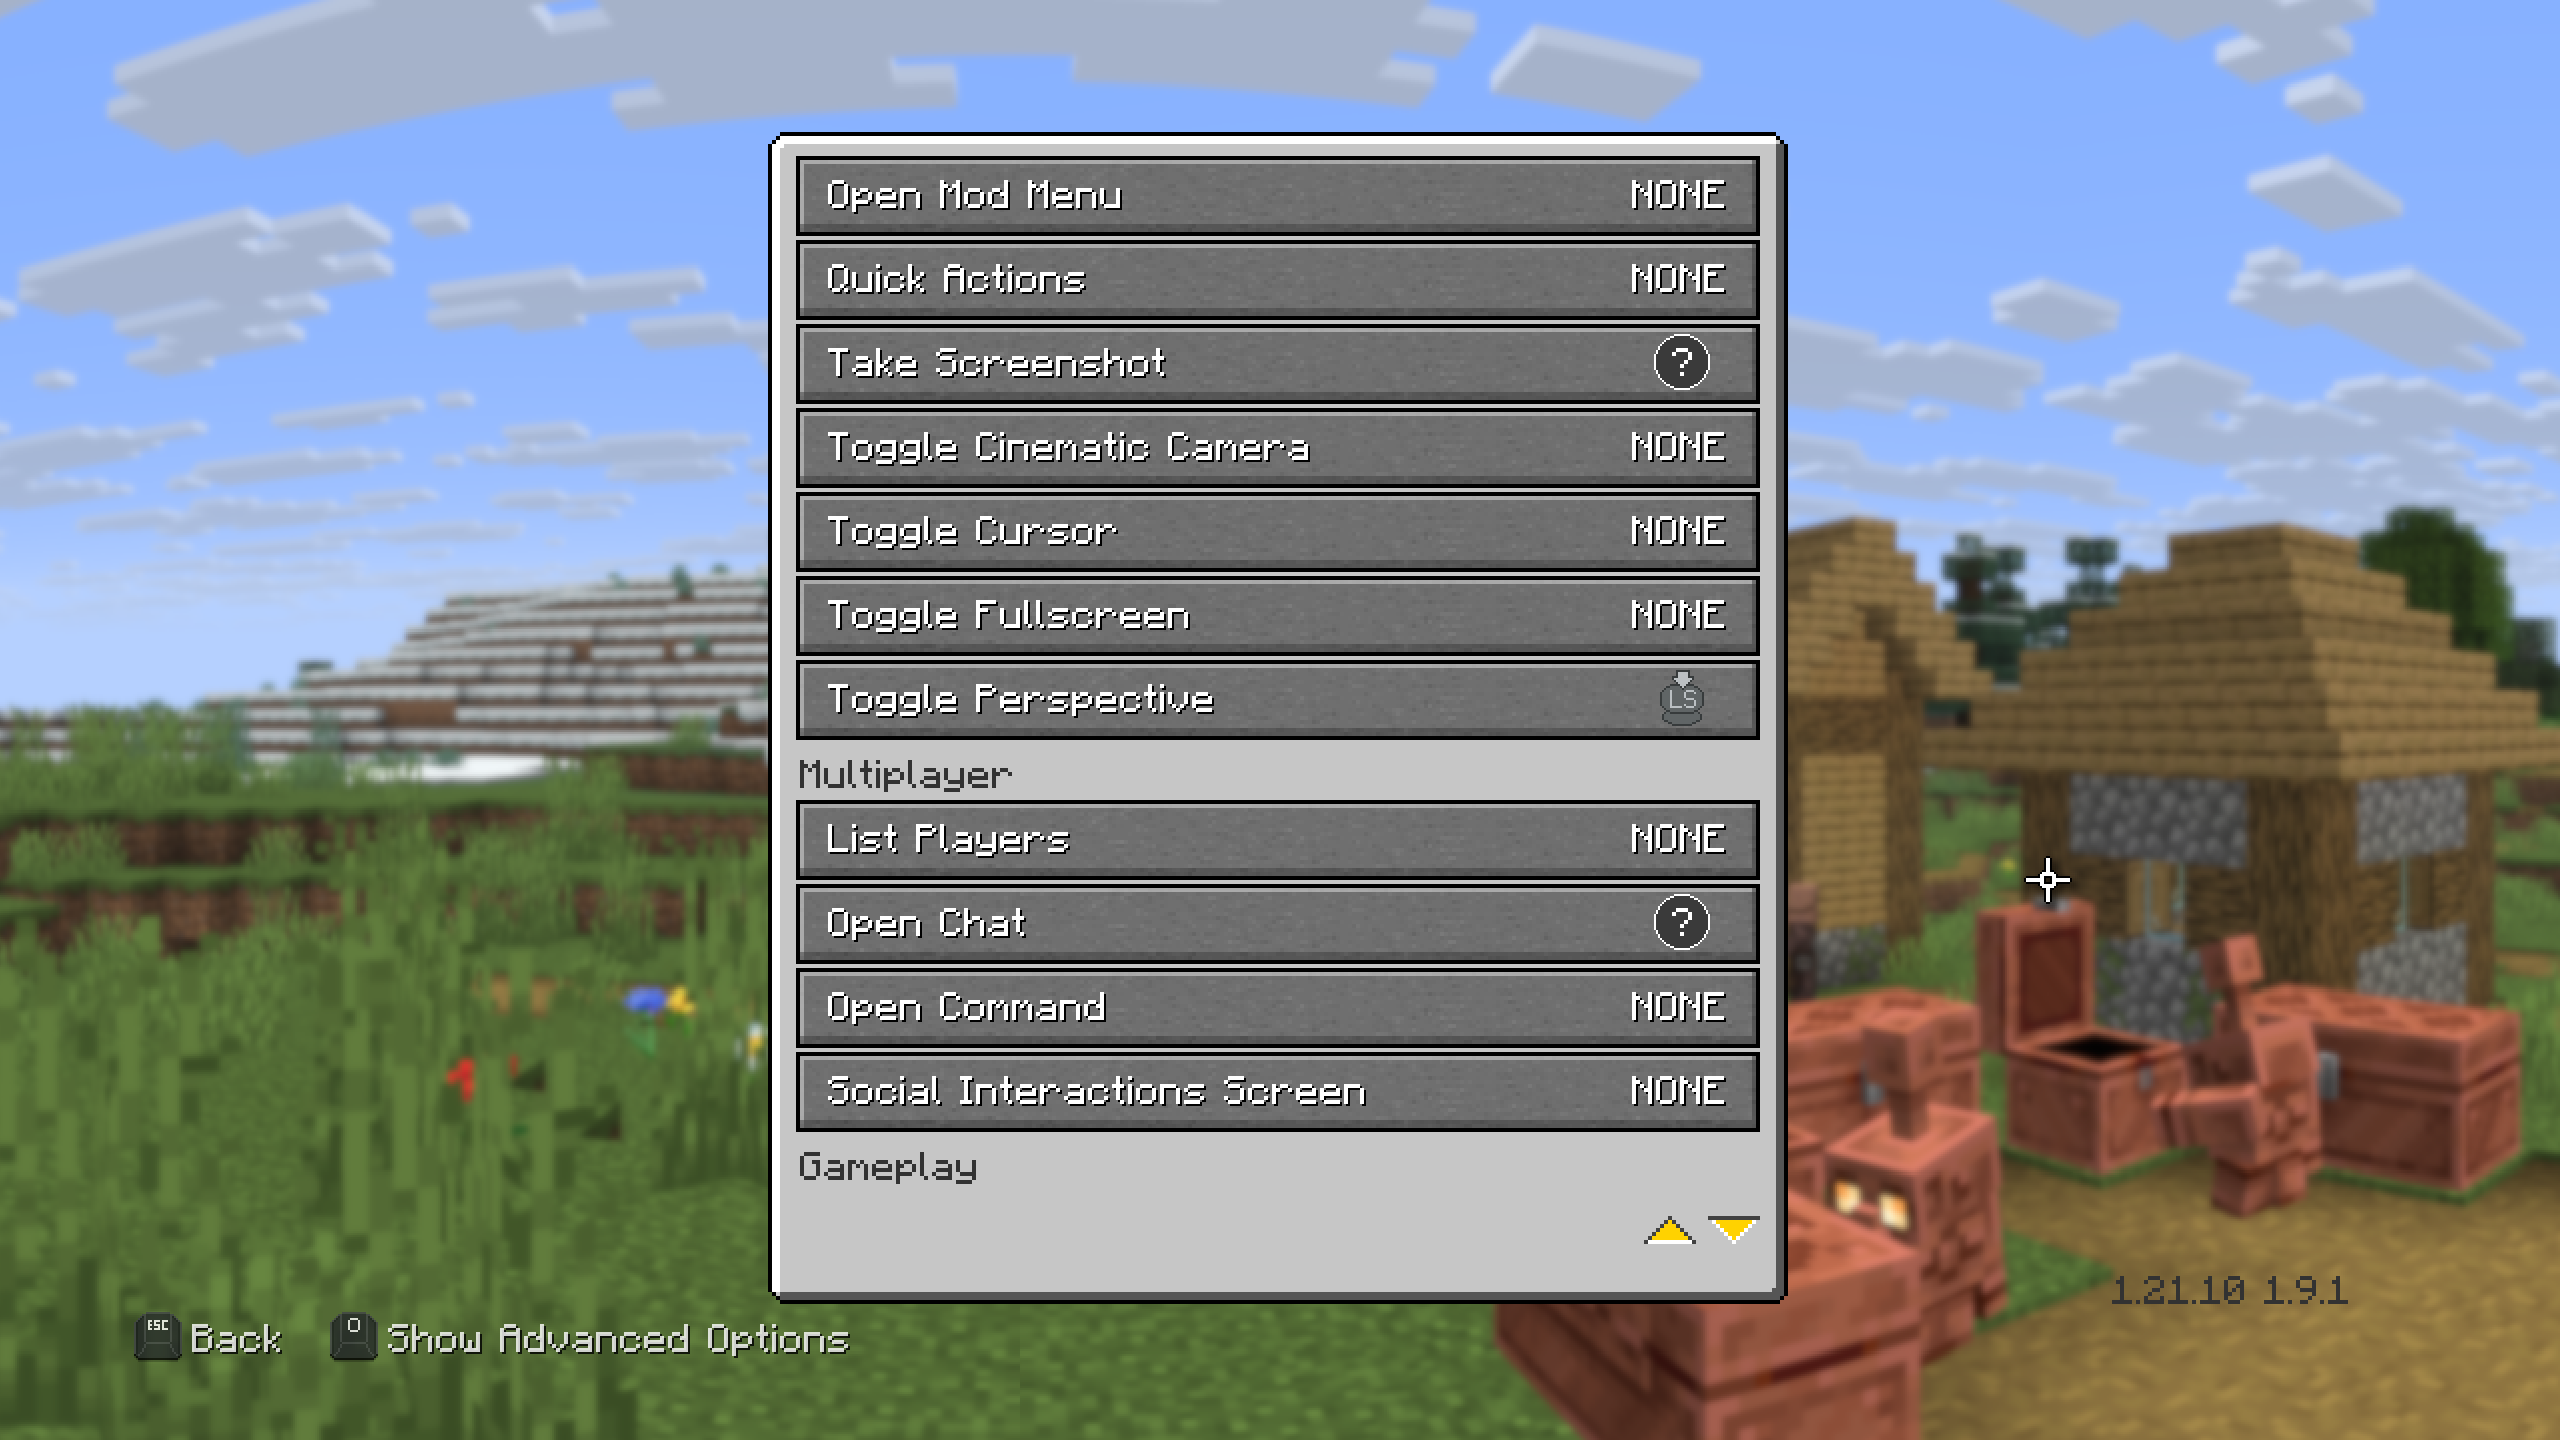 Open Mod Menu NONE
Quick Actions NONE
Take Screenshot ?
Toggle Cinematic Camera NONE
Toggle Cursor NONE
Toggle Fullscreen NONE
Toggle Perspective LS
Multiplayer
List Players NONE
Open Chat ?
Open Command NONE
Social Interactions Screen NONE
Gameplay
1.21.10 1.9.1
ESC Back O Show Advanced Options